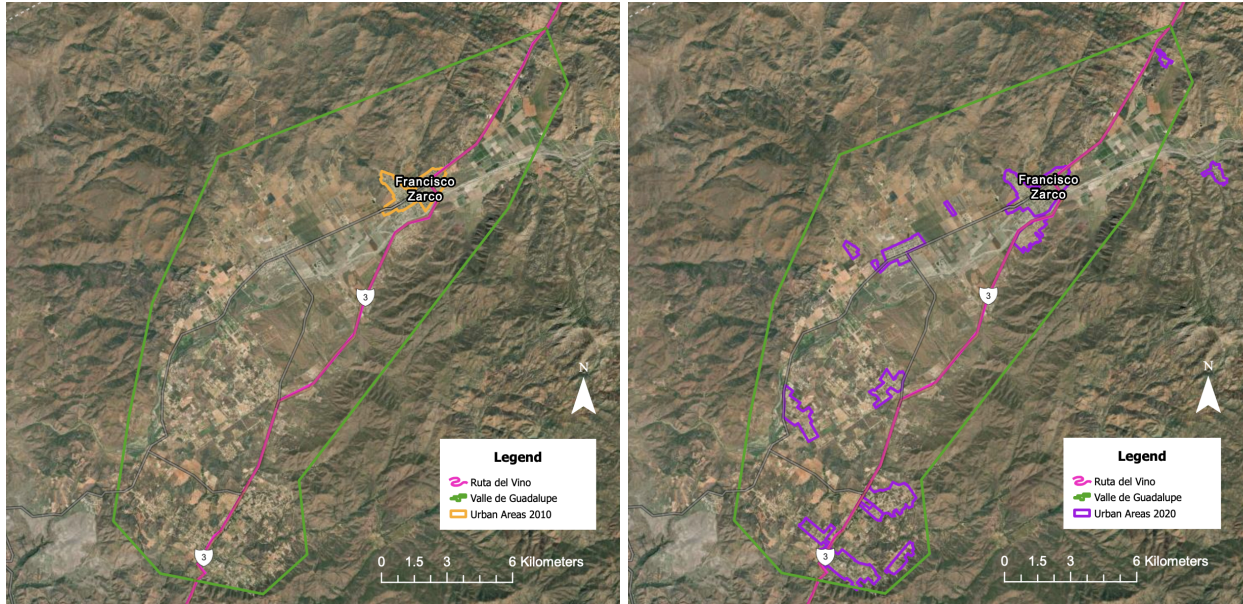 Francisco
Zarco
3
N
Legend
Ruta del Vino
Valle de Guadalupe
Urban Areas 2010
3
0 1.5 3 6 Kilometers
Francisco
Zarco
3
N
Legend
Ruta del Vino
Valle de Guadalupe
Urban Areas 2020
3
0 1.5 3 6 Kilometers